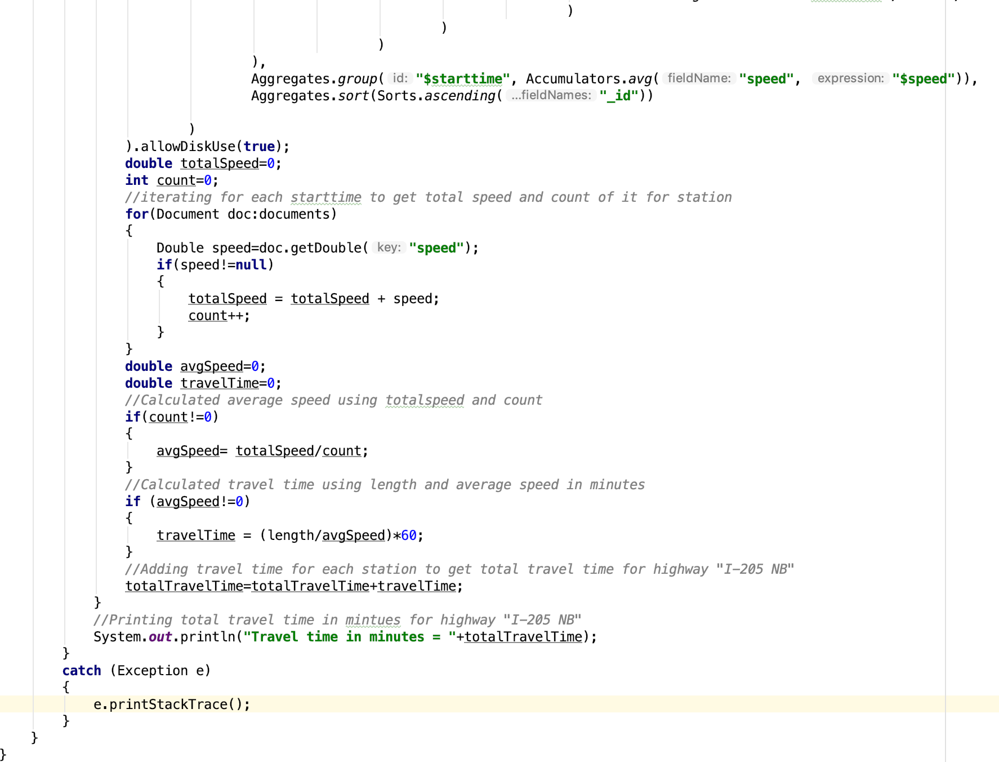 )
)
)
),
Aggregates.group( id: "$starttime", Accumulators.avg( fieldName: "speed", expression: "$speed")),
Aggregates.sort(Sorts.ascending( ...fieldNames: "_id"))
)
).allowDiskUse(true);
double totalSpeed=0;
int count=0;
//iterating for each starttime to get total speed and count of it for station
for(Document doc:documents)
{
Double speed=doc.getDouble( key: "speed");
if(speed!=null)
{
totalSpeed = totalSpeed + speed;
count++;
}
}
double avgSpeed=0;
double travelTime=0;
//Calculated average speed using totalspeed and count
if(count!=0)
{
avgSpeed= totalSpeed/count;
}
//Calculated travel time using length and average speed in minutes
if (avgSpeed!=0)
{
travelTime = (length/avgSpeed)*60;
}
//Adding travel time for each station to get total travel time for highway "I-205 NB"
totalTravelTime=totalTravelTime+travelTime;
}
//Printing total travel time in mintues for highway "I-205 NB"
System.out.println("Travel time in minutes = "+totalTravelTime);
}
catch (Exception e)
{
e.printStackTrace();
}
}
}